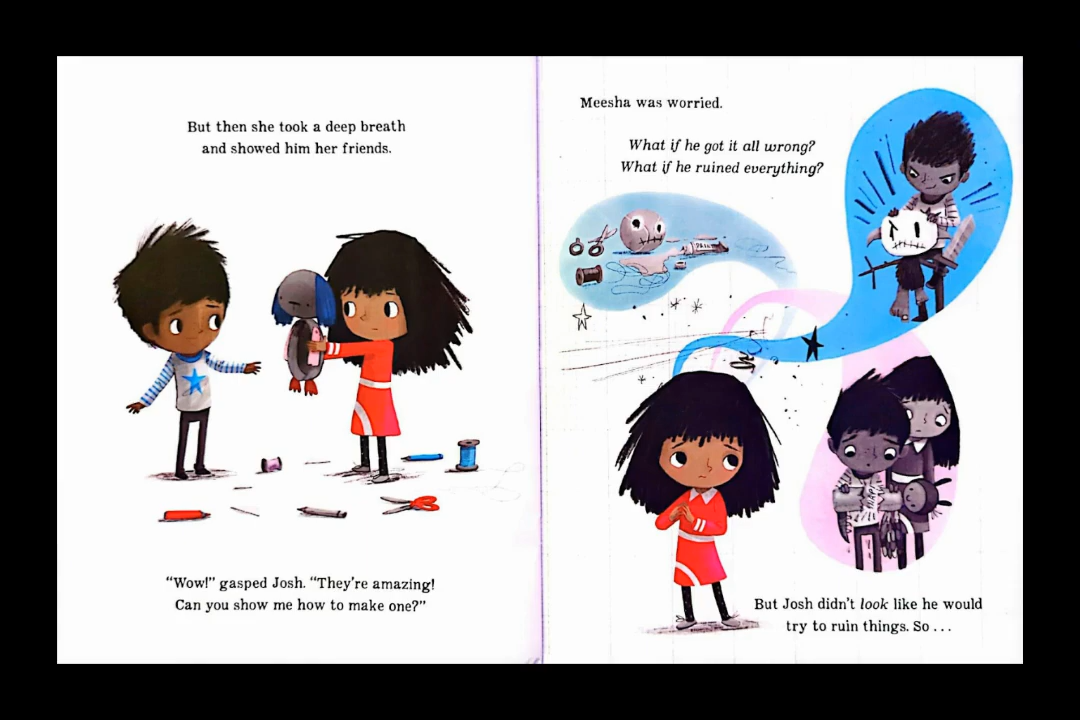 But then she took a deep breath
and showed him her friends.
“Wow!” gasped Josh. “They’re amazing!
Can you show me how to make one?”
Meesha was worried.
What if he got it all wrong?
What if he ruined everything?
But Josh didn’t look like he would
try to ruin things. So . . .